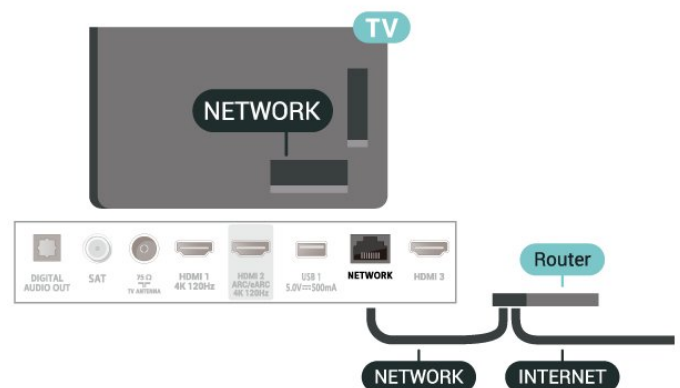 TV
NETWORK
DIGITAL
AUDIO OUT
SAT
75 Ω
TV ANTENNA
HDMI 1
4K 120Hz
HDMI 2
ARC/eARC
4K 120Hz
USB 1
5.0V⎓500mA
NETWORK
HDMI 3
Router
NETWORK
INTERNET